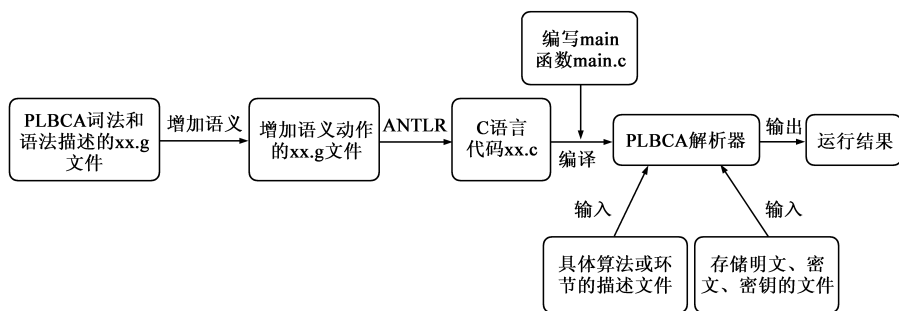 编写main
函数main.c
PLBCA词法和
语法描述的xx.g
文件
增加语义
增加语义动作
的xx.g文件
ANTLR
C语言
代码xx.c
编译
PLBCA解析器
输出
运行结果
输入
输入
具体算法或环
节的描述文件
存储明文、密
文、密钥的文件